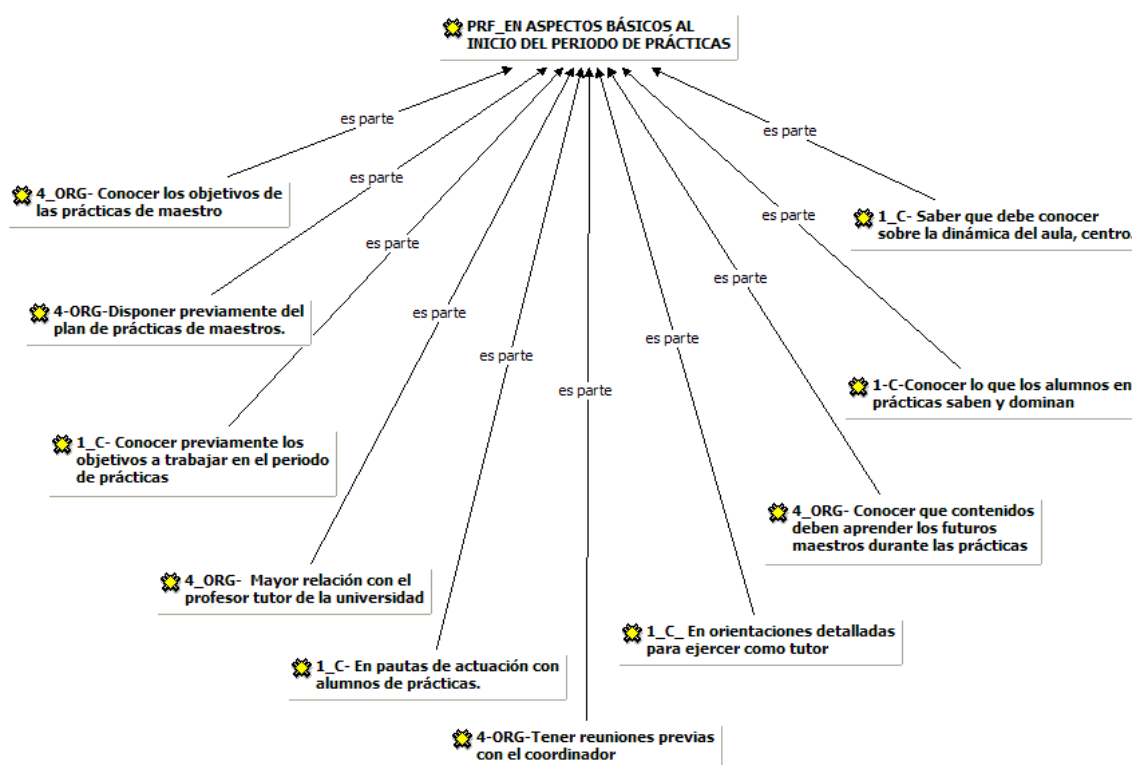 PRF_EN ASPECTOS BÁSICOS AL
INICIO DEL PERIODO DE PRÁCTICAS
es parte
es parte
4_ORG- Conocer los objetivos de
las prácticas de maestro
es parte
1_C- Saber que debe conocer
sobre la dinámica del aula, centro.
es parte
es parte
es parte
4-ORG-Disponer previamente del
plan de prácticas de maestros.
es parte
es parte
es parte
es parte
1-C-Conocer lo que los alumnos en
prácticas saben y dominan
1_C- Conocer previamente los
objetivos a trabajar en el periodo
de prácticas
4_ORG- Conocer que contenidos
deben aprender los futuros
maestros durante las prácticas
4_ORG- Mayor relación con el
profesor tutor de la universidad
1_C_ En orientaciones detalladas
para ejercer como tutor
1_C- En pautas de actuación con
alumnos de prácticas.
4-ORG-Tener reuniones previas
con el coordinador